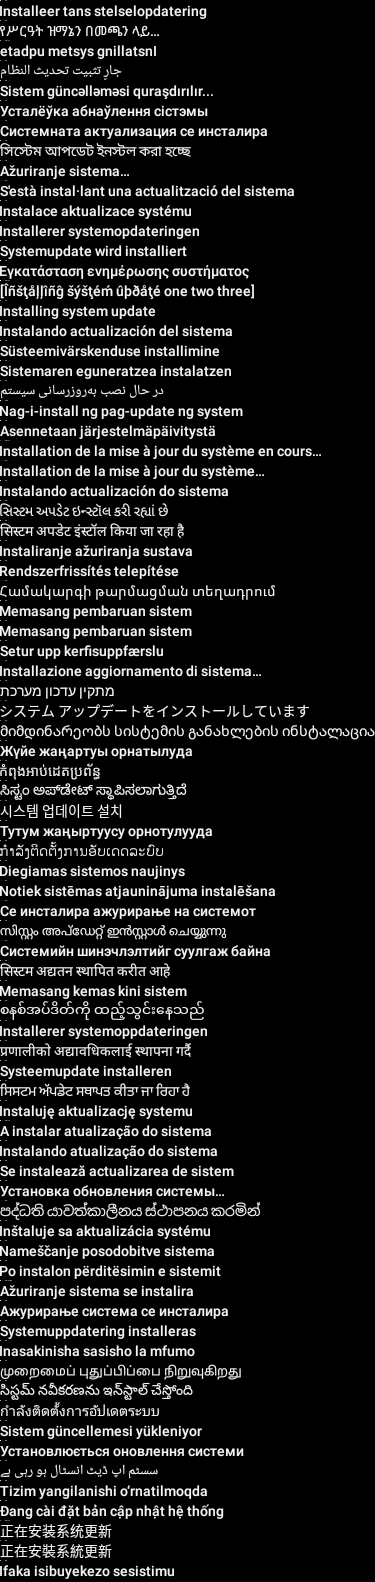 Installeer tans stelselopdatering
የሥርዓት ዝማኔን በመጫን ላይ…
etadpu metsys gnillatsnI
جارٍ تثبيت تحديث النظام
Sistem güncəlləməsi quraşdırılır...
Усталёўка абнаўлення сістэмы
Системната актуализация се инсталира
সিস্টেম আপডেট ইনস্টল করা হচ্ছে
Ažuriranje sistema…
S'està instal·lant una actualització del sistema
Instalace aktualizace systému
Installerer systemopdateringen
Systemupdate wird installiert
Εγκατάσταση ενημέρωσης συστήματος
[Îñšţåļļîñĝ šýšţéḿ ûþðåţé one two three]
Installing system update
Instalando actualización del sistema
Süsteemivärskenduse installimine
Sistemaren eguneratzea instalatzen
در حال نصب به‌روزرسانی سیستم
Nag-i-install ng pag-update ng system
Asennetaan järjestelmäpäivitystä
Installation de la mise à jour du système en cours…
Installation de la mise à jour du système…
Instalando actualización do sistema
સિસ્ટમ અપડેટ ઇન્સ્ટૉલ કરી રહ્યાં છે
सिस्टम अपडेट इंस्टॉल किया जा रहा है
Instaliranje ažuriranja sustava
Rendszerfrissítés telepítése
Համակարգի թարմացման տեղադրում
Memasang pembaruan sistem
Memasang pembaruan sistem
Setur upp kerfisuppfærslu
Installazione aggiornamento di sistema…
מתקין עדכון מערכת
システム アップデートをインストールしています
მიმდინარეობს სისტემის განახლების ინსტალაცია
Жүйе жаңартуы орнатылуда
កំពុងអាប់ដេតប្រព័ន្ធ
ಸಿಸ್ಟಂ ಅಪ್‌ಡೇಟ್ ಸ್ಥಾಪಿಸಲಾಗುತ್ತಿದೆ
시스템 업데이트 설치
Тутум жаңыртуусу орнотулууда
ກຳລັງຕິດຕັ້ງການອັບເດດລະບົບ
Diegiamas sistemos naujinys
Notiek sistēmas atjauninājuma instalēšana
Се инсталира ажурирање на системот
സിസ്റ്റം അപ്ഡേറ്റ് ഇൻസ്റ്റാൾ ചെയ്യുന്നു
Системийн шинэчлэлтийг суулгаж байна
सिस्टम अद्यतन स्थापित करीत आहे
Memasang kemas kini sistem
စနစ်အပ်ဒိတ်ကို ထည့်သွင်းနေသည်
Installerer systemoppdateringen
प्रणालीको अद्यावधिकलाई स्थापना गर्दै
Systeemupdate installeren
ਸਿਸਟਮ ਅੱਪਡੇਟ ਸਥਾਪਤ ਕੀਤਾ ਜਾ ਰਿਹਾ ਹੈ
Instaluję aktualizację systemu
A instalar atualização do sistema
Instalando atualização do sistema
Se instalează actualizarea de sistem
Установка обновления системы…
පද්ධති යාවත්කාලීනය ස්ථාපනය කරමින්
Inštaluje sa aktualizácia systému
Nameščanje posodobitve sistema
Po instalon përditësimin e sistemit
Ažuriranje sistema se instalira
Ажурирање система се инсталира
Systemuppdatering installeras
Inasakinisha sasisho la mfumo
முறைமைப் புதுப்பிப்பை நிறுவுகிறது
సిస్టమ్ నవీకరణను ఇన్‌స్టాల్ చేస్తోంది
กำลังติดตั้งการอัปเดตระบบ
Sistem güncellemesi yükleniyor
Установлюється оновлення системи
سسٹم اپ ڈیٹ انسٹال ہو رہی ہے
Tizim yangilanishi o‘rnatilmoqda
Đang cài đặt bản cập nhật hệ thống
正在安装系统更新
正在安裝系統更新
Ifaka isibuyekezo sesistimu